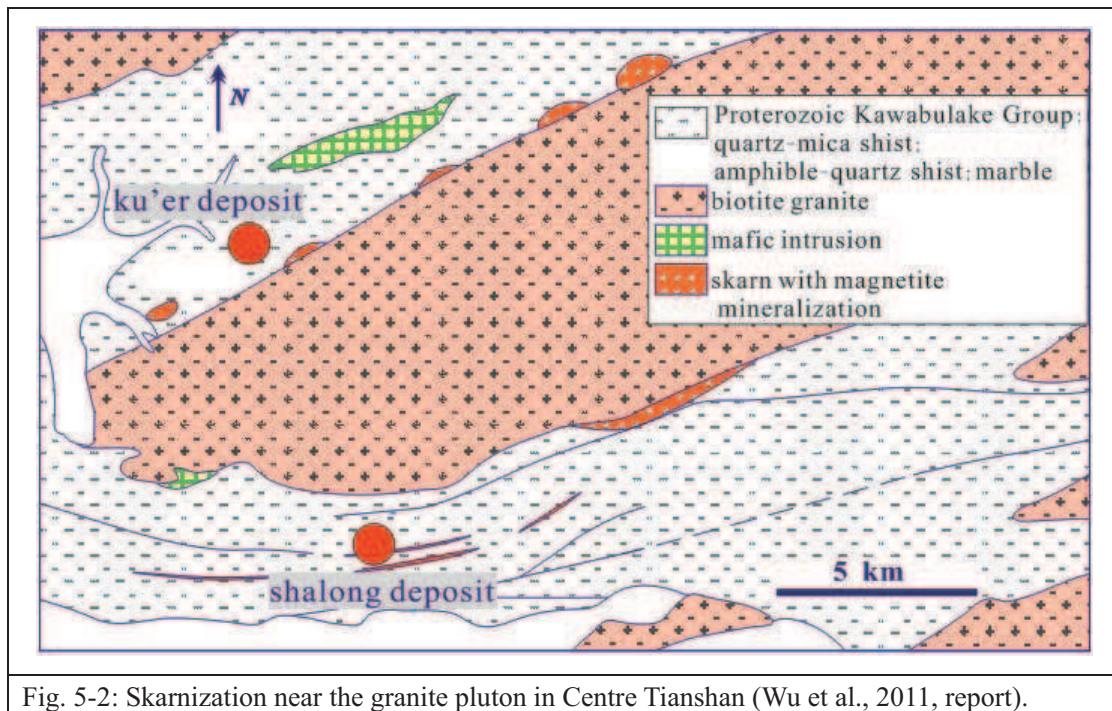 N
Proterozoic Kawabulake Group:
quartz-mica shist;
amphible-quartz shist; marble
biotite granite
mafic intrusion
skarn with magnetite
mineralization
ku'er deposit
5 km
shalong deposit
Fig. 5-2: Skarnization near the granite pluton in Centre Tianshan (Wu et al., 2011, report).